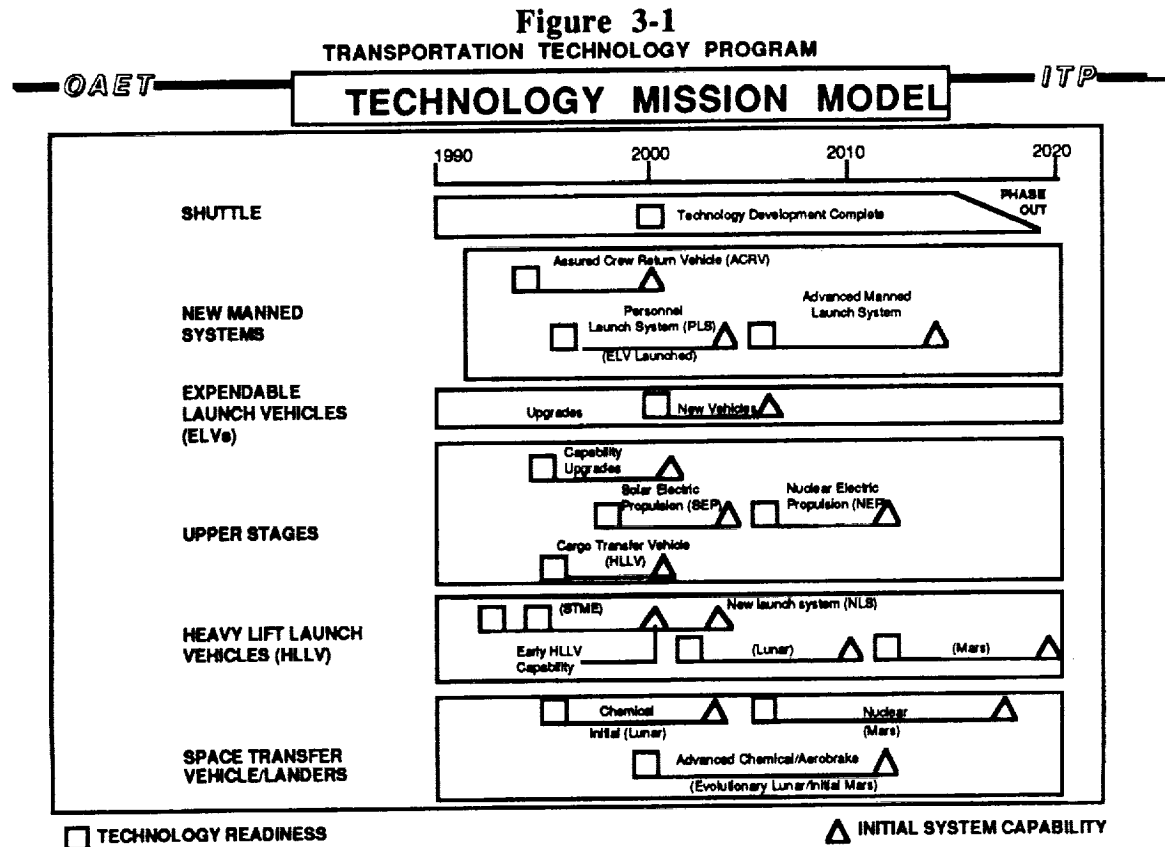 Figure 3-1
TRANSPORTATION TECHNOLOGY PROGRAM
OAET
ITP
TECHNOLOGY MISSION MODEL
1990 2000 2010 2020
SHUTTLE
Technology Development Complete
PHASE
OUT
NEW MANNED
SYSTEMS
Assured Crew Return Vehicle (ACRV)
Personnel
Launch System (PLS)
(ELV Launched)
Advanced Manned
Launch System
EXPENDABLE
LAUNCH VEHICLES
(ELVs)
Upgrades
New Vehicles
UPPER STAGES
Capability
Upgrades
Solar Electric
Propulsion (SEP)
Nuclear Electric
Propulsion (NEP)
Cargo Transfer Vehicle
(HLLV)
HEAVY LIFT LAUNCH
VEHICLES (HLLV)
(STME)
New launch system (NLS)
Early HLLV
Capability
(Lunar)
(Mars)
SPACE TRANSFER
VEHICLE/LANDERS
Chemical
Initial (Lunar)
Nuclear
(Mars)
Advanced Chemical/Aerobrake
(Evolutionary Lunar/Initial Mars)
TECHNOLOGY READINESS
INITIAL SYSTEM CAPABILITY